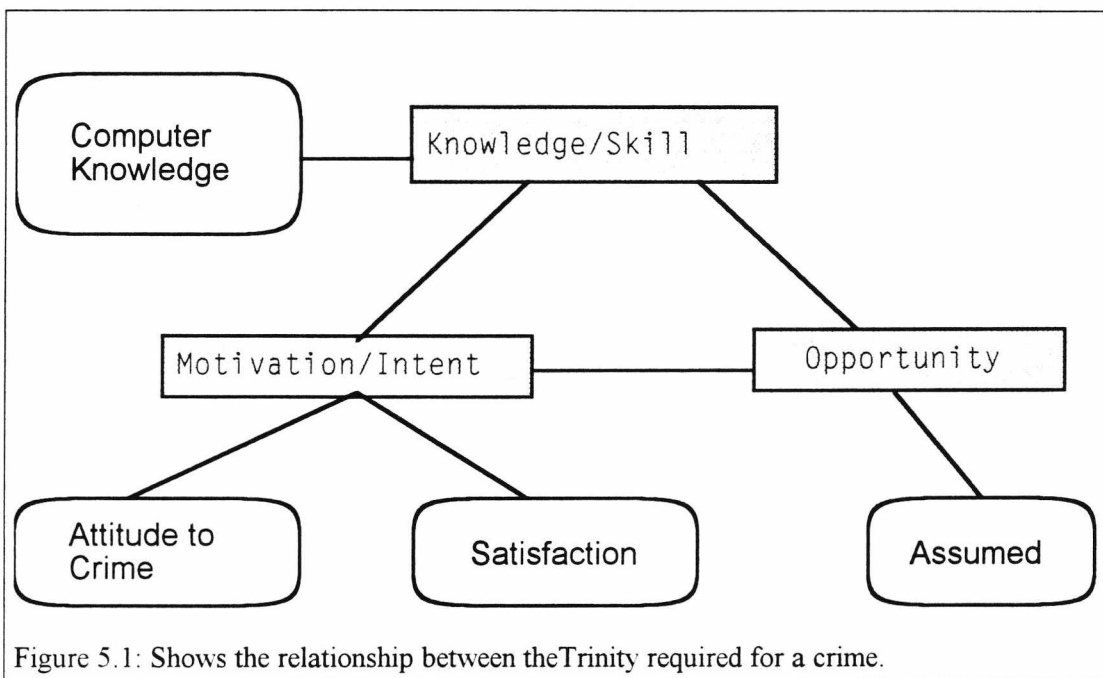 Computer
Knowledge
Knowledge/Skill
Motivation/Intent
Opportunity
Attitude to
Crime
Satisfaction
Assumed
Figure 5.1: Shows the relationship between theTrinity required for a crime.